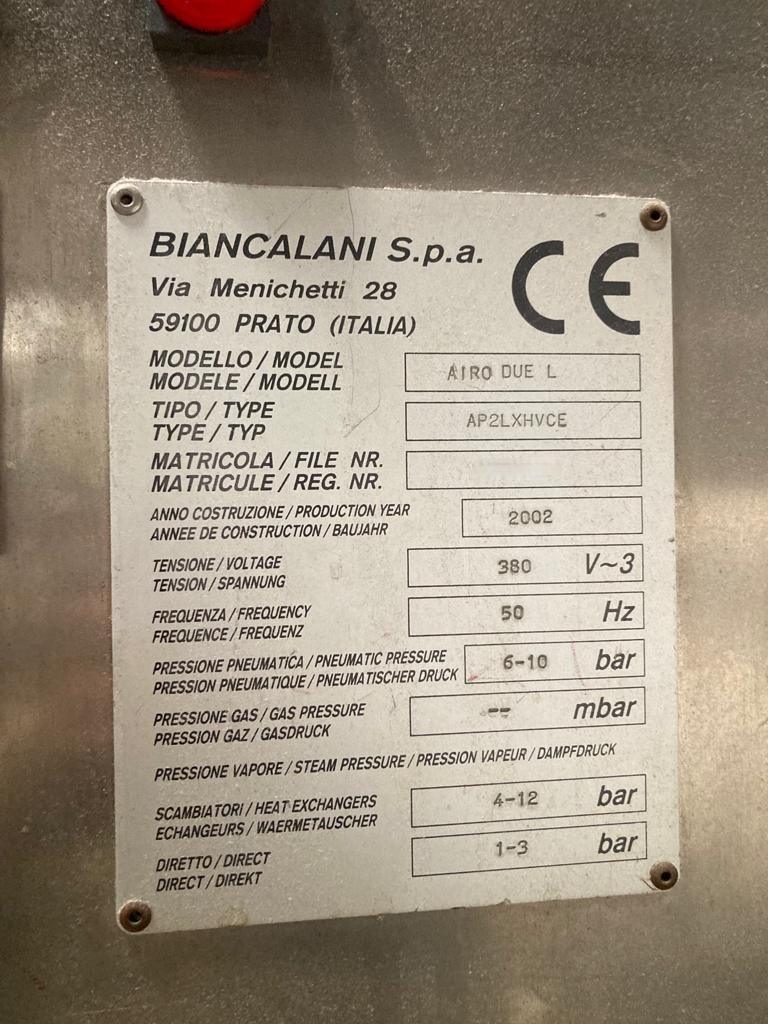 BIANCALANI S.p.a.
Via Menichetti 28
59100 PRATO (ITALIA)
CE
MODELLO / MODEL
MODELE / MODELL
AIRO DUE L
TIPO / TYPE
TYPE / TYP
AP2LXHVCE
MATRICOLA / FILE NR.
MATRICULE / REG. NR.
ANNO COSTRUZIONE / PRODUCTION YEAR
ANNEE DE CONSTRUCTION / BAUJAHR
2002
TENSIONE / VOLTAGE
TENSION / SPANNUNG
380 V~3
FREQUENZA / FREQUENCY
FREQUENCE / FREQUENZ
50 Hz
PRESSIONE PNEUMATICA / PNEUMATIC PRESSURE
PRESSION PNEUMATIQUE / PNEUMATISCHER DRUCK
6-10 bar
PRESSIONE GAS / GAS PRESSURE
PRESSION GAZ / GASDRUCK
-- mbar
PRESSIONE VAPORE / STEAM PRESSURE / PRESSION VAPEUR / DAMPFDRUCK
SCAMBIATORI / HEAT EXCHANGERS
ECHANGEURS / WAERMETAUSCHER
4-12 bar
DIRETTO / DIRECT
DIRECT / DIREKT
1-3 bar